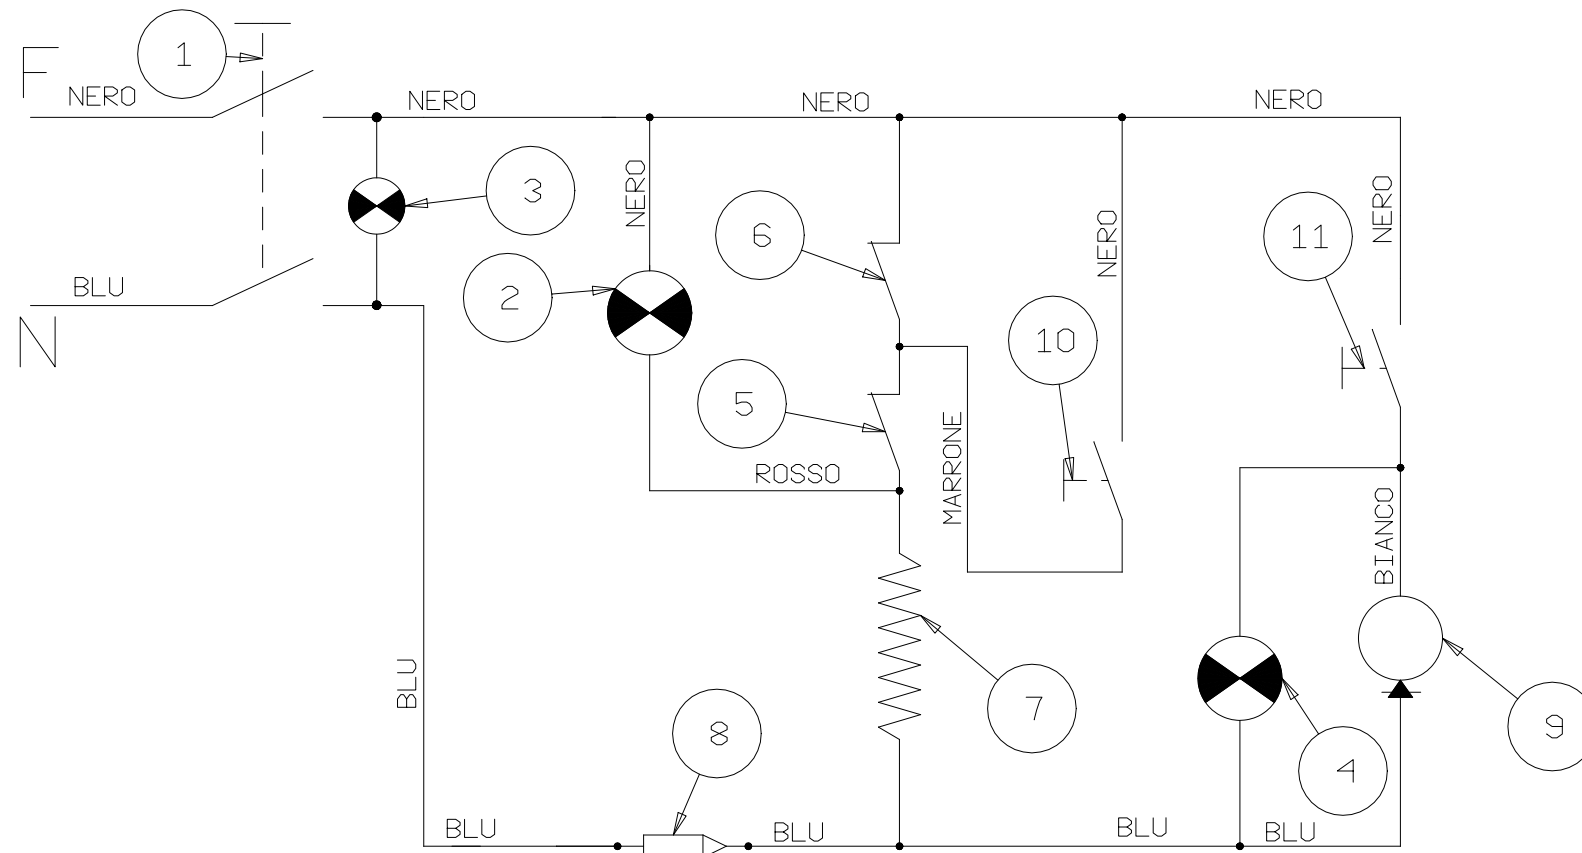 F
1
NERO
NERO
NERO
NERO
3
NERO
6
NERO
NERO
11
BLU
2
N
10
5
MARRONE
ROSSO
BIANCO
BLU
7
8
9
4
BLU
BLU
BLU
BLU